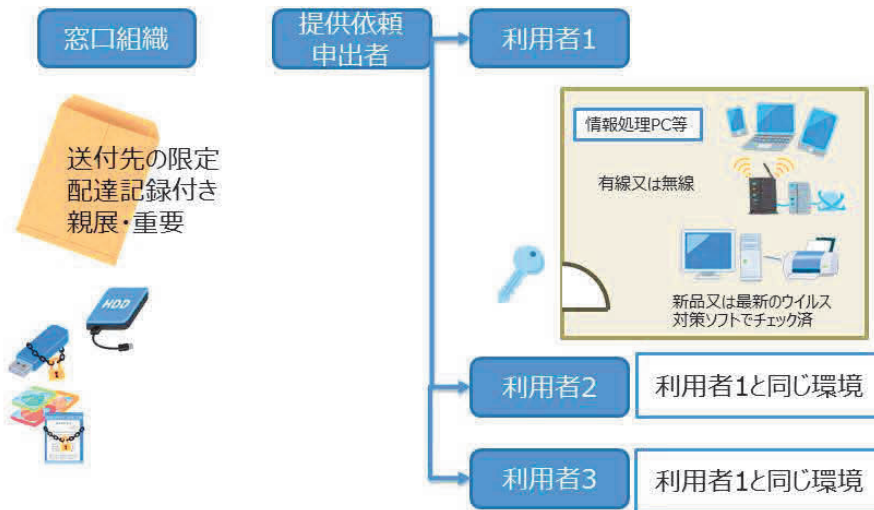 窓口組織
提供依頼
申出者
利用者1
送付先の限定
配達記録付き
親展・重要
HDD
情報処理PC等
有線又は無線
新品又は最新のウイルス
対策ソフトでチェック済
利用者2
利用者1と同じ環境
利用者3
利用者1と同じ環境